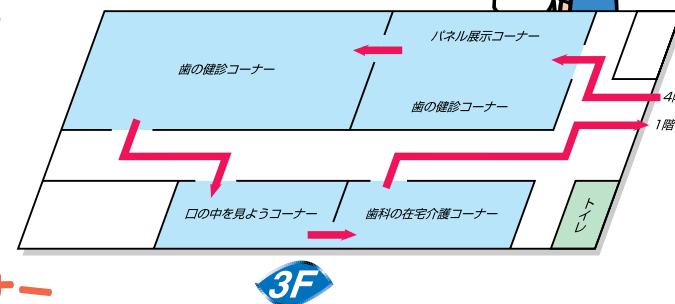 パネル展示コーナー
歯の健診コーナー
歯の健診コーナー
4階
1階
口の中を見ようコーナー
歯科の在宅介護コーナー
トイレ
3F